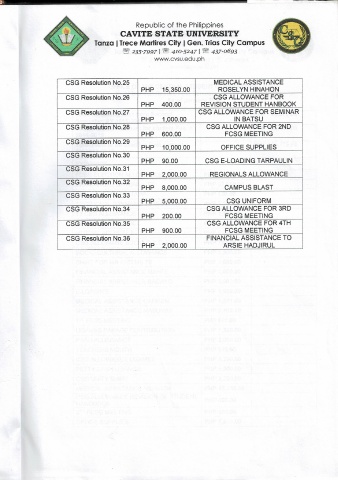 Republic of the Philippines
CAVITE STATE UNIVERSITY
Tanza | Trece Martires City | Gen. Trias City Campus
☏ 237-7297 | ☏ 410-5247 | ☏ 437-0693
www.cvsu.edu.ph
CSG Resolution No.25 PHP 15,350.00 MEDICAL ASSISTANCE
ROSELYN HINAHON
CSG Resolution No.26 PHP 400.00 CSG ALLOWANCE FOR
REVISION STUDENT HANBOOK
CSG Resolution No.27 PHP 1,000.00 CSG ALLOWANCE FOR SEMINAR
IN BATSU
CSG Resolution No.28 PHP 600.00 CSG ALLOWANCE FOR 2ND
FCSG MEETING
CSG Resolution No.29 PHP 10,000.00 OFFICE SUPPLIES
CSG Resolution No.30 PHP 90.00 CSG E-LOADING TARPAULIN
CSG Resolution No.31 PHP 2,000.00 REGIONALS ALLOWANCE
CSG Resolution No.32 PHP 8,000.00 CAMPUS BLAST
CSG Resolution No.33 PHP 5,000.00 CSG UNIFORM
CSG Resolution No.34 PHP 200.00 CSG ALLOWANCE FOR 3RD
FCSG MEETING
CSG Resolution No.35 PHP 900.00 CSG ALLOWANCE FOR 4TH
FCSG MEETING
CSG Resolution No.36 PHP 2,000.00 FINANCIAL ASSISTANCE TO
ARSIE HADJIRUL